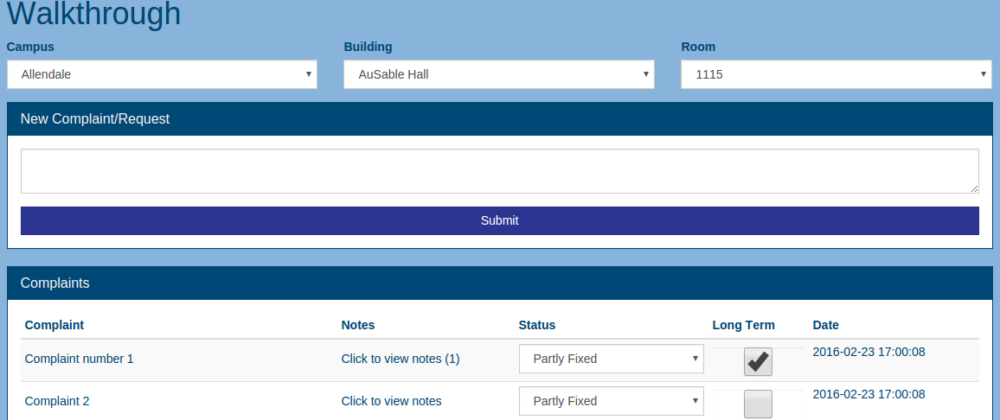 Walkthrough
Campus Building Room
Allendale AuSable Hall 1115
New Complaint/Request
Submit
Complaints
Complaint Notes Status Long Term Date
Complaint number 1 Click to view notes (1) Partly Fixed 2016-02-23 17:00:08
Complaint 2 Click to view notes Partly Fixed 2016-02-23 17:00:08